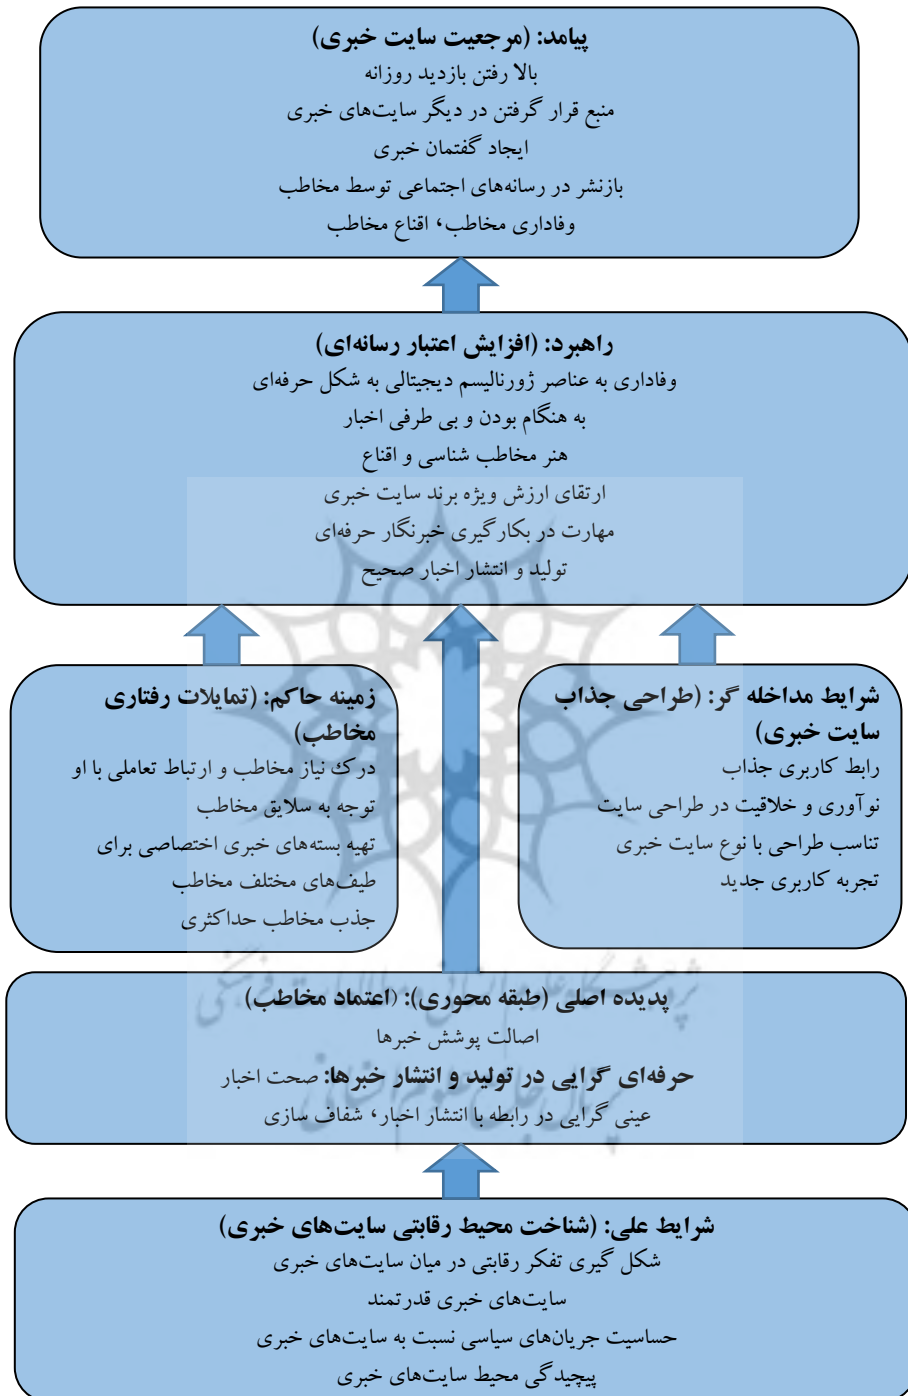 پیامد: (مرجعیت سایت خبری)
بالا رفتن بازدید روزانه
منبع قرار گرفتن در دیگر سایت‌های خبری
ایجاد گفتمان خبری
بازنشر در رسانه‌های اجتماعی توسط مخاطب
وفاداری مخاطب، اقناع مخاطب
راهبرد: (افزایش اعتبار رسانه‌ای)
وفاداری به عناصر ژورنالیسم دیجیتالی به شکل حرفه‌ای
به هنگام بودن و بی طرفی اخبار
هنر مخاطب شناسی و اقناع
ارتقای ارزش ویژه برند سایت خبری
مهارت در بکارگیری خبرنگار حرفه‌ای
تولید و انتشار اخبار صحیح
شرایط مداخله گر: (طراحی جذاب
سایت خبری)
رابط کاربری جذاب
نوآوری و خلاقیت در طراحی سایت
تناسب طراحی با نوع سایت خبری
تجربه کاربری جدید
زمینه حاکم: (تمایلات رفتاری
مخاطب)
درک نیاز مخاطب و ارتباط تعاملی با او
توجه به سلایق مخاطب
تهیه بسته‌های خبری اختصاصی برای
طیف‌های مختلف مخاطب
جذب مخاطب حداکثری
پژوهشگاه علوم انسانی و مطالعات فرهنگی
پدیده اصلی (طبقه محوری): (اعتماد مخاطب)
اصالت پوشش خبرها
حرفه‌ای گرایی در تولید و انتشار خبرها: صحت اخبار
عینی گرایی در رابطه با انتشار اخبار، شفاف سازی
پرتال جامع علوم انسانی
شرایط علی: (شناخت محیط رقابتی سایت‌های خبری)
شکل گیری تفکر رقابتی در میان سایت‌های خبری
سایت‌های خبری قدرتمند
حساسیت جریان‌های سیاسی نسبت به سایت‌های خبری
پیچیدگی محیط سایت‌های خبری